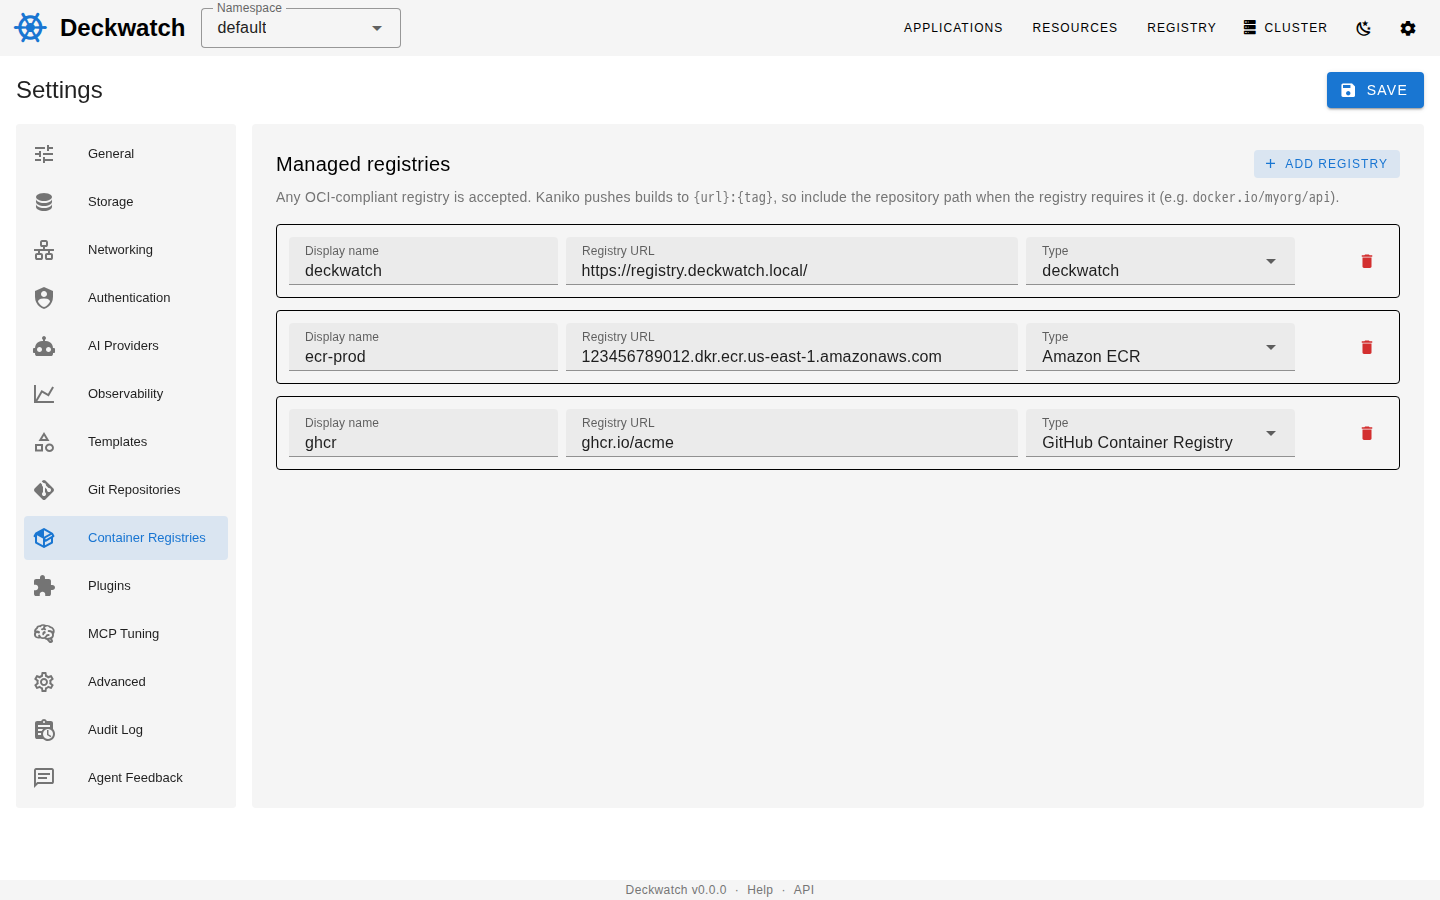 Deckwatch
Namespace
default
APPLICATIONS
RESOURCES
REGISTRY
CLUSTER
Settings
SAVE
General
Storage
Networking
Authentication
AI Providers
Observability
Templates
Git Repositories
Container Registries
Plugins
MCP Tuning
Advanced
Audit Log
Agent Feedback
Managed registries
ADD REGISTRY
Any OCI-compliant registry is accepted. Kaniko pushes builds to {url}:{tag}, so include the repository path when the registry requires it (e.g. docker.io/myorg/api).
Display name
deckwatch
Registry URL
https://registry.deckwatch.local/
Type
deckwatch
Display name
ecr-prod
Registry URL
123456789012.dkr.ecr.us-east-1.amazonaws.com
Type
Amazon ECR
Display name
ghcr
Registry URL
ghcr.io/acme
Type
GitHub Container Registry
Deckwatch v0.0.0 · Help · API